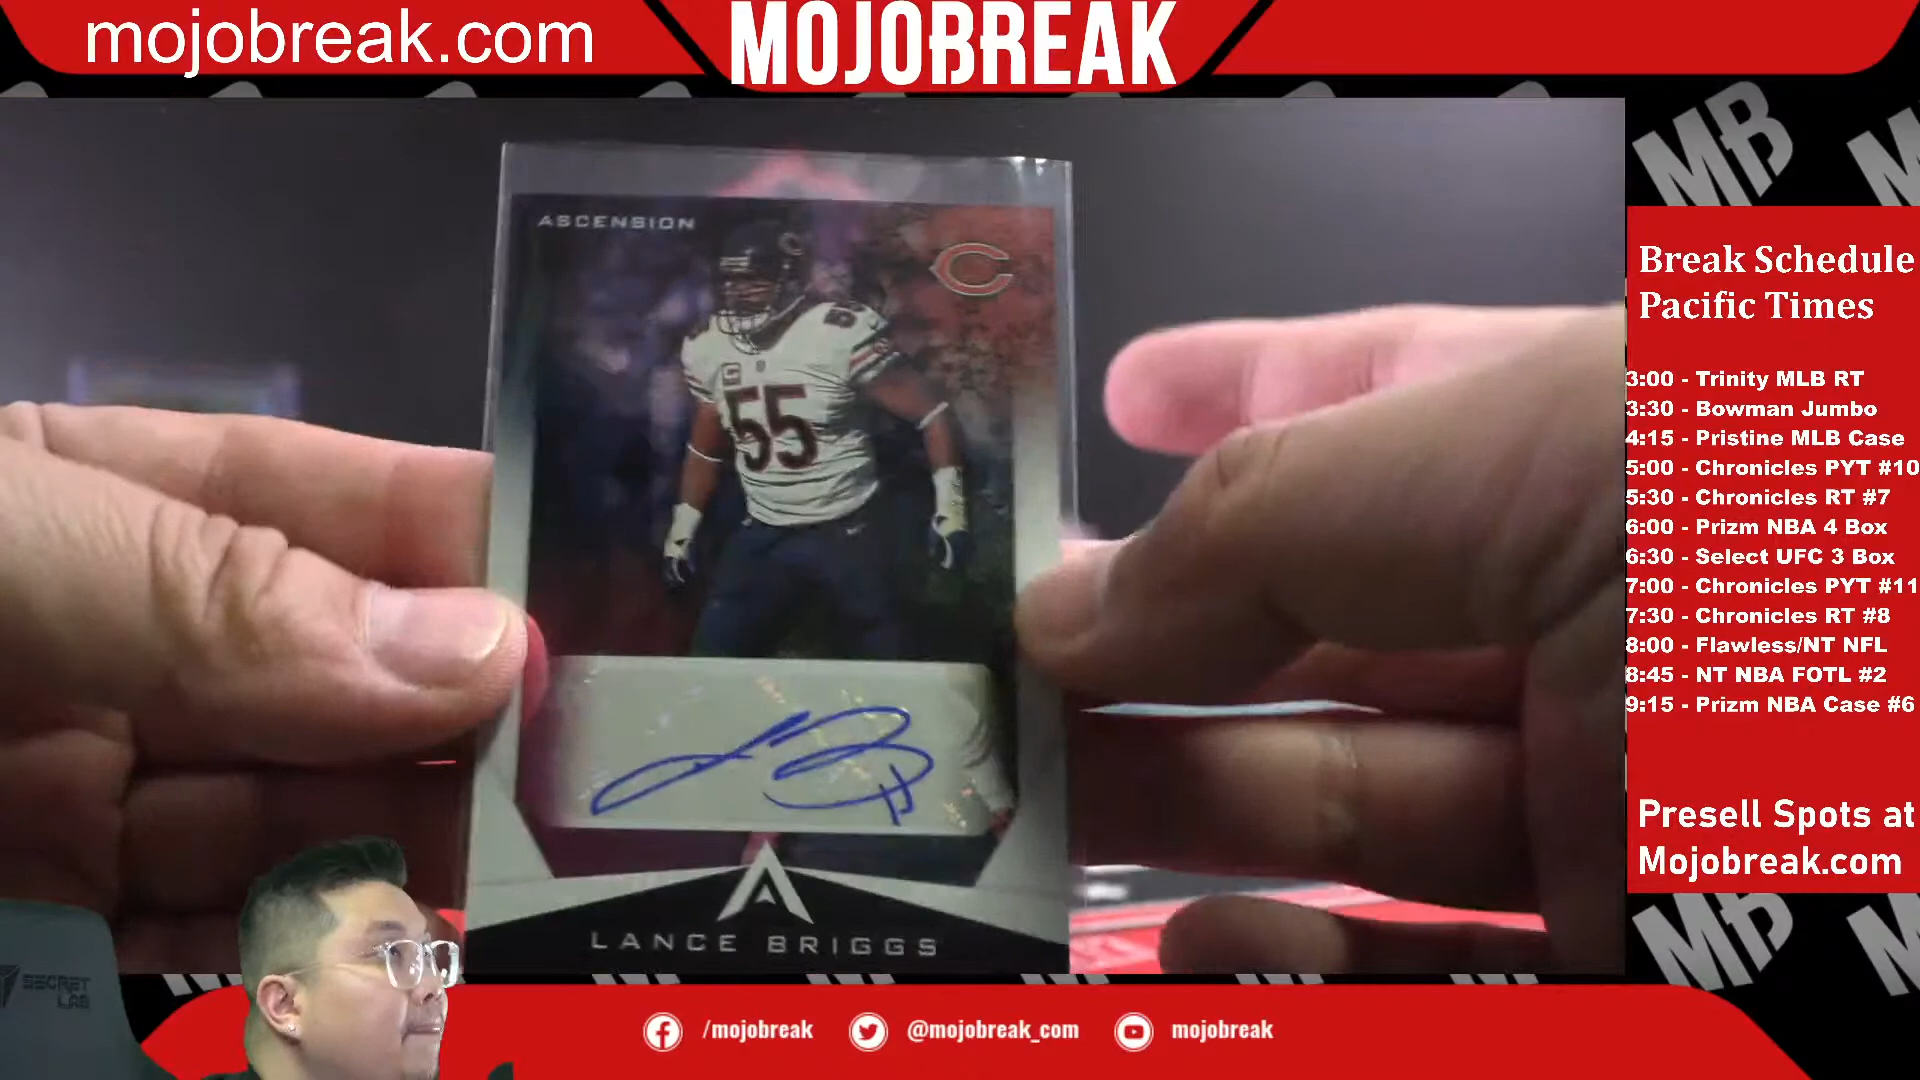 mojobreak.com
MOJOBREAK
ASCENSION
55
LANCE BRIGGS
Break Schedule
Pacific Times
3:00 - Trinity MLB RT
3:30 - Bowman Jumbo
4:15 - Pristine MLB Case
5:00 - Chronicles PYT #10
5:30 - Chronicles RT #7
6:00 - Prizm NBA 4 Box
6:30 - Select UFC 3 Box
7:00 - Chronicles PYT #11
7:30 - Chronicles RT #8
8:00 - Flawless/NT NFL
8:45 - NT NBA FOTL #2
9:15 - Prizm NBA Case #6
Presell Spots at
Mojobreak.com
MB
MB
SECRET
LAB
/mojobreak
@mojobreak_com
mojobreak